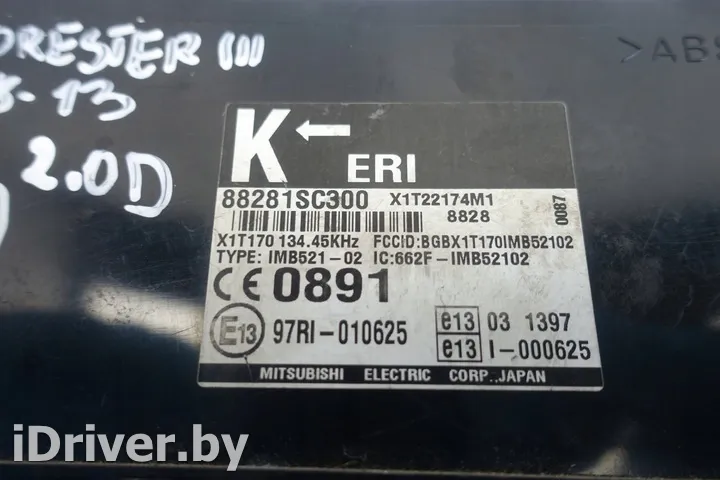 ORESTER III
>ABS
8-13
2.0D
K
ERI
88281SC300 X1T22174M1
8828
0087
X1T170 134.45KHz FCCID:BGBX1T170IMB52102
TYPE: IMB521-02 IC:662F-IMB52102
CE 0891
E13 97RI-010625
e13 03 1397
e13 I-000625
MITSUBISHI ELECTRIC CORP.,JAPAN
iDriver.by